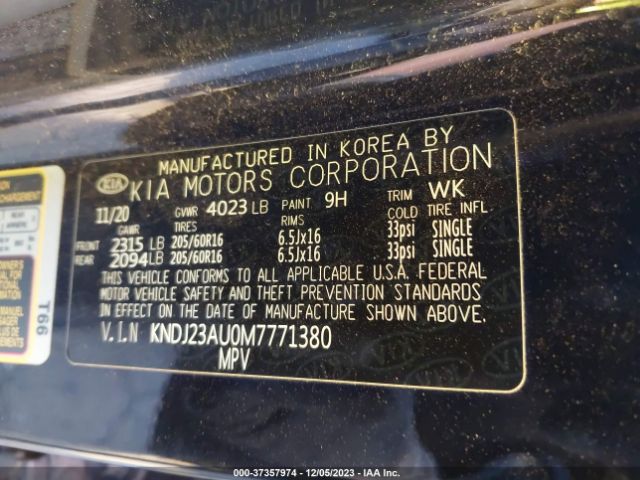 MANUFACTURED IN KOREA BY
KIA KIA MOTORS CORPORATION
11/20 GVWR 4023 LB PAINT 9H TRIM WK
GAWR TIRES RIMS COLD TIRE INFL.
FRONT 2315 LB 205/60R16 6.5Jx16 33psi SINGLE
REAR 2094 LB 205/60R16 6.5Jx16 33psi SINGLE
THIS VEHICLE CONFORMS TO ALL APPLICABLE U.S.A. FEDERAL
MOTOR VEHICLE SAFETY AND THEFT PREVENTION STANDARDS
IN EFFECT ON THE DATE OF MANUFACTURE SHOWN ABOVE.
V.I.N KNDJ23AU0M7771380
MPV
T66
000-37357974 - 12/05/2023 - IAA Inc.